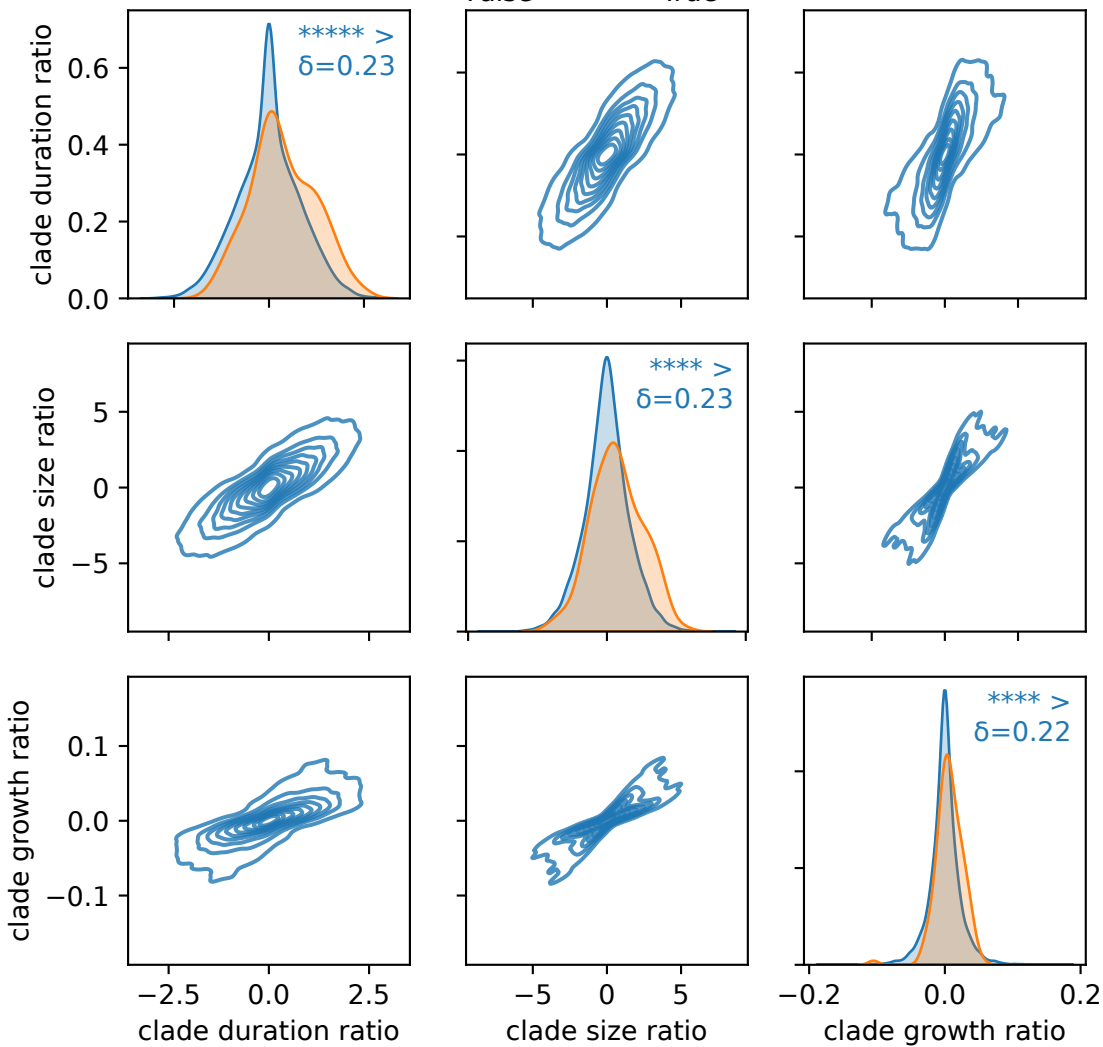 ***** >
δ=0.23
clade duration ratio
0.6
0.4
0.2
0.0
**** >
δ=0.23
clade size ratio
5
0
−5
**** >
δ=0.22
clade growth ratio
0.1
0.0
−0.1
−2.5 0.0 2.5
−5 0 5
−0.2 0.0 0.2
clade duration ratio
clade size ratio
clade growth ratio